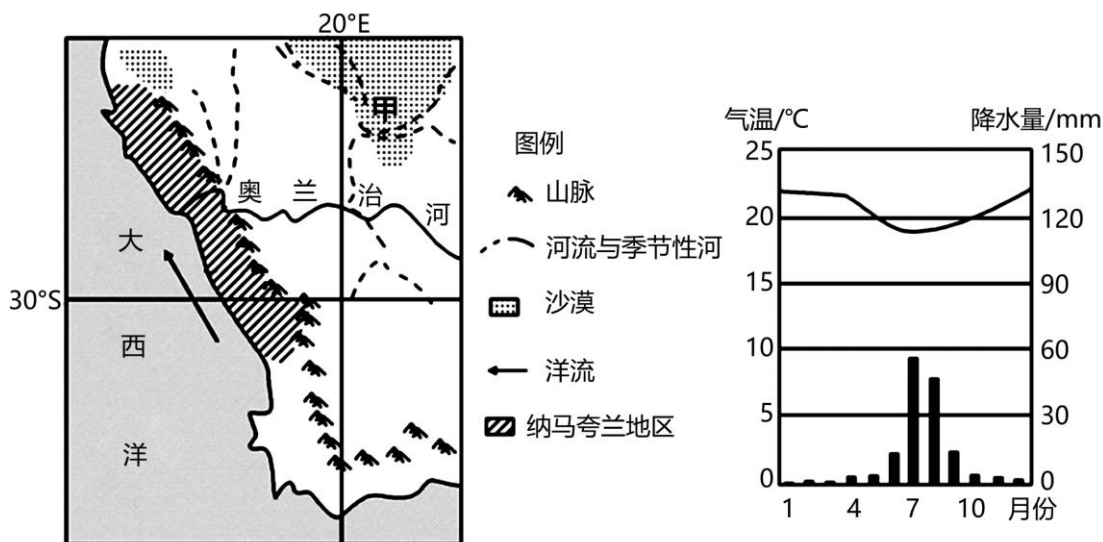 20°E
甲
奥兰治河
大西洋
30°S
图例
山脉
河流与季节性河
沙漠
洋流
纳马夸兰地区
气温/℃ 降水量/mm
25 150
20 120
15 90
10 60
5 30
0 0
1 4 7 10 月份